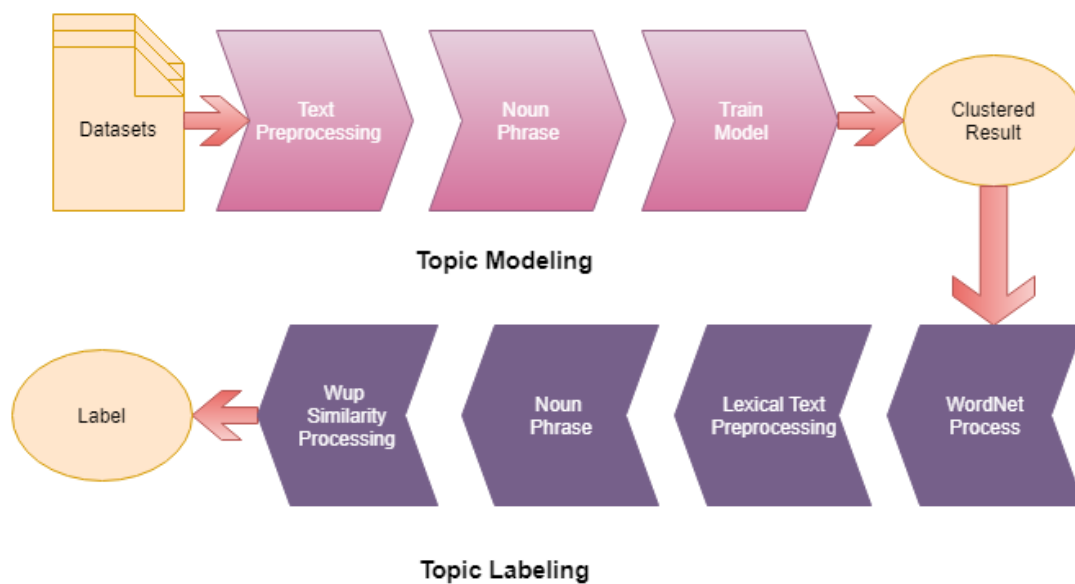 Datasets
Text
Preprocessing
Noun
Phrase
Train
Model
Clustered
Result
Topic Modeling
Label
Wup
Similarity
Processing
Noun
Phrase
Lexical Text
Preprocessing
WordNet
Process
Topic Labeling